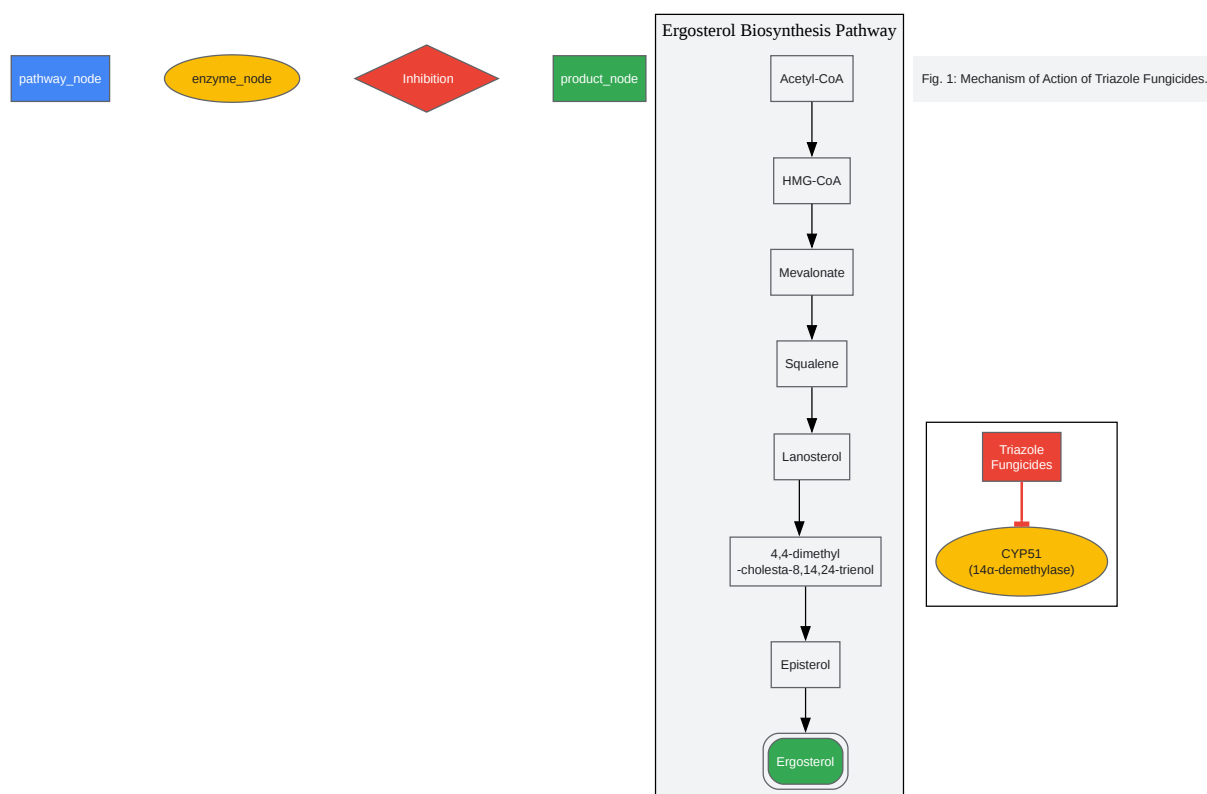 Ergosterol Biosynthesis Pathway
pathway_node
enzyme_node
Inhibition
product_node
Acetyl-CoA
Fig. 1: Mechanism of Action of Triazole Fungicides.
HMG-CoA
Mevalonate
Squalene
Lanosterol
Triazole
Fungicides
4,4-dimethyl
-cholesta-8,14,24-trienol
CYP51
(14α-demethylase)
Episterol
Ergosterol